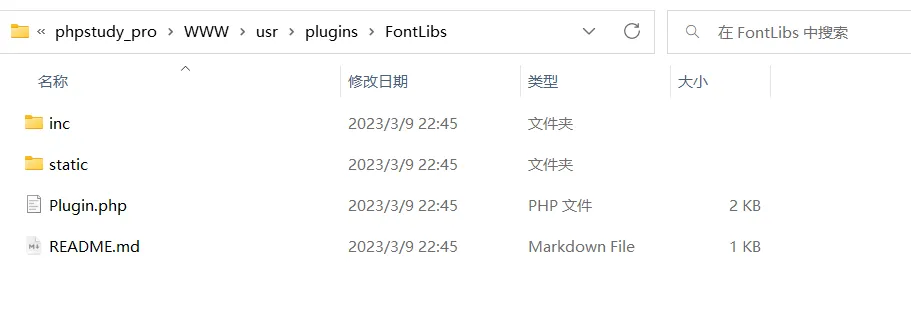 « phpstudy_pro › WWW › usr › plugins › FontLibs 在 FontLibs 中搜索
名称 修改日期 类型 大小
inc 2023/3/9 22:45 文件夹
static 2023/3/9 22:45 文件夹
Plugin.php 2023/3/9 22:45 PHP 文件 2 KB
README.md 2023/3/9 22:45 Markdown File 1 KB